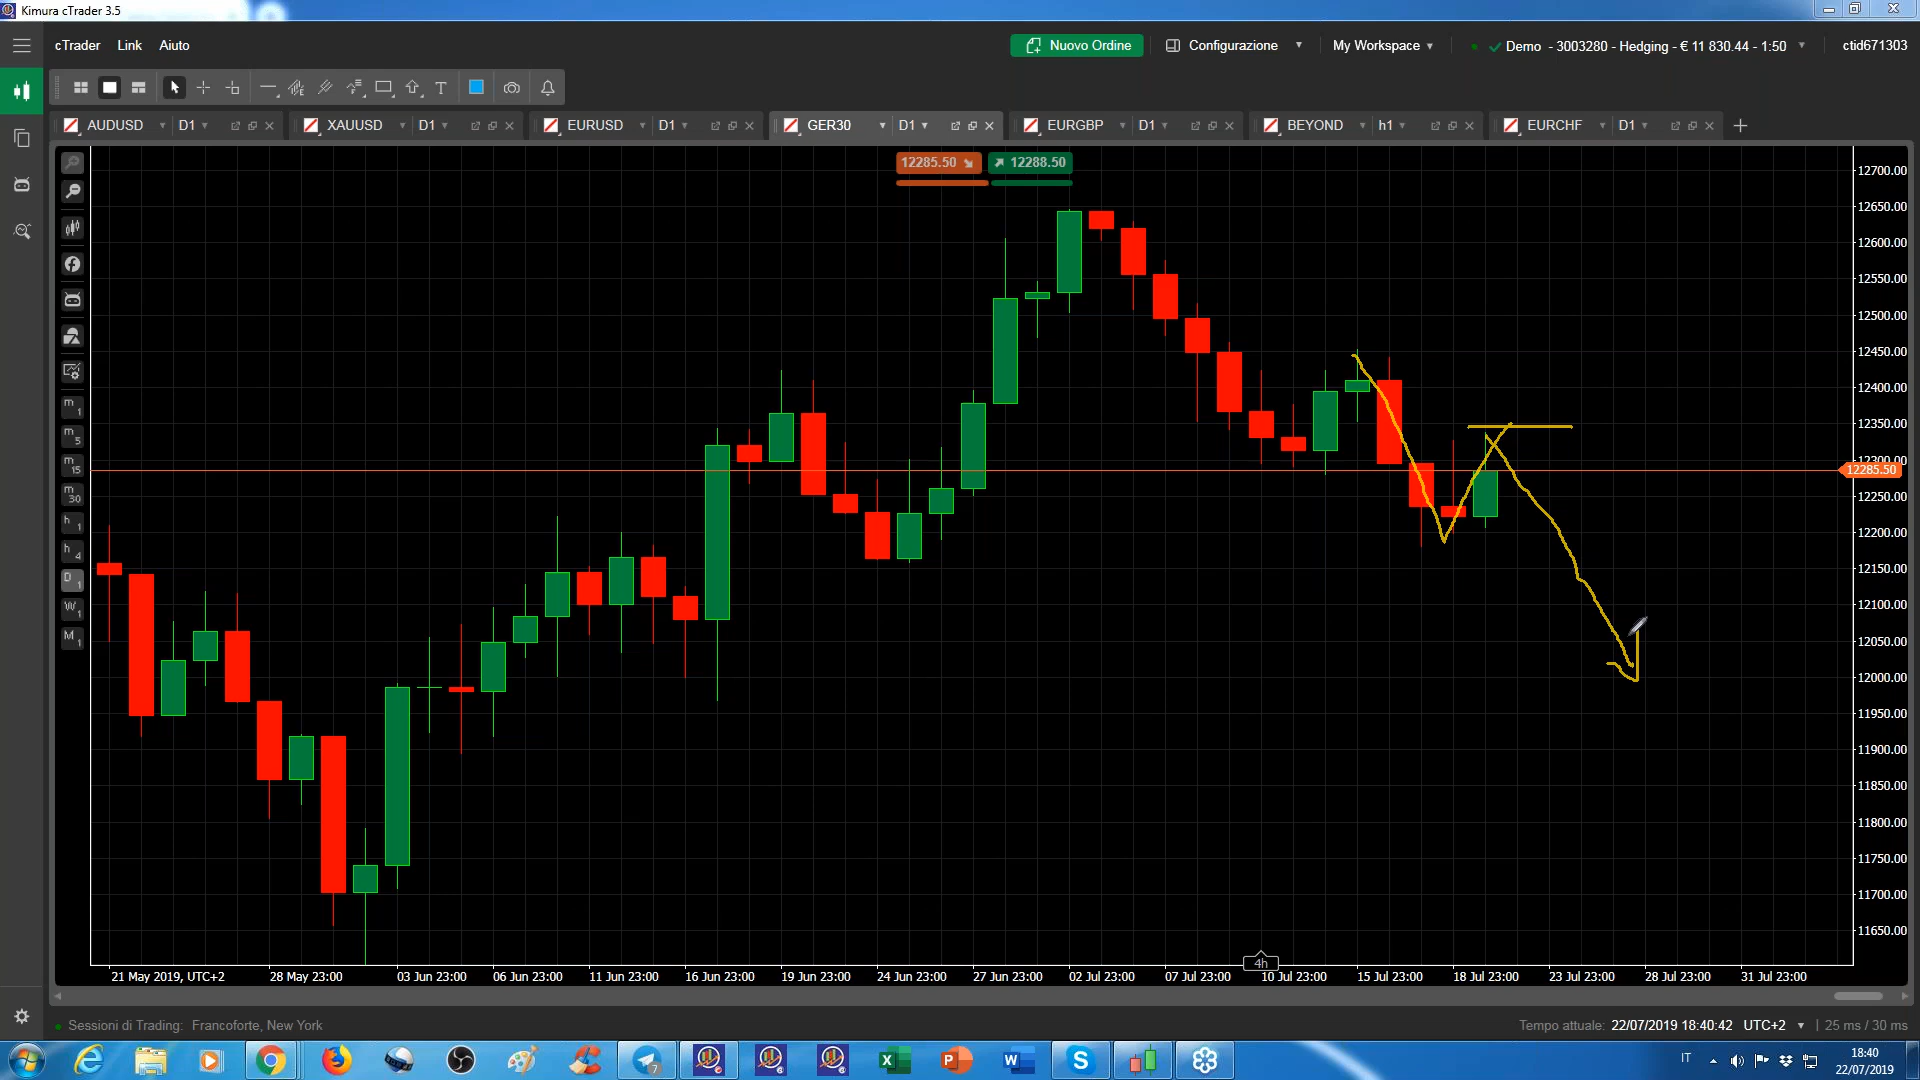 Kimura cTrader 3.5
cTrader Link Aiuto
Nuovo Ordine Configurazione My Workspace Demo - 3003280 - Hedging - € 11 830.44 - 1:50 ctid671303
T
AUDUSD D1 XAUUSD D1 EURUSD D1 GER30 D1 EURGBP D1 BEYOND h1 EURCHF D1
12285.50 12288.50
m 1
m 5
m 15
m 30
h 1
h 4
D 1
W 1
M 1
12700.00
12650.00
12600.00
12550.00
12500.00
12450.00
12400.00
12350.00
12300.00
12285.50
12250.00
12200.00
12150.00
12100.00
12050.00
12000.00
11950.00
11900.00
11850.00
11800.00
11750.00
11700.00
11650.00
4h
21 May 2019, UTC+2 28 May 23:00 03 Jun 23:00 06 Jun 23:00 11 Jun 23:00 16 Jun 23:00 19 Jun 23:00 24 Jun 23:00 27 Jun 23:00 02 Jul 23:00 07 Jul 23:00 10 Jul 23:00 15 Jul 23:00 18 Jul 23:00 23 Jul 23:00 28 Jul 23:00 31 Jul 23:00
Sessioni di Trading: Francoforte, New York Tempo attuale: 22/07/2019 18:40:42 UTC+2 25 ms / 30 ms
IT 18:40
22/07/2019